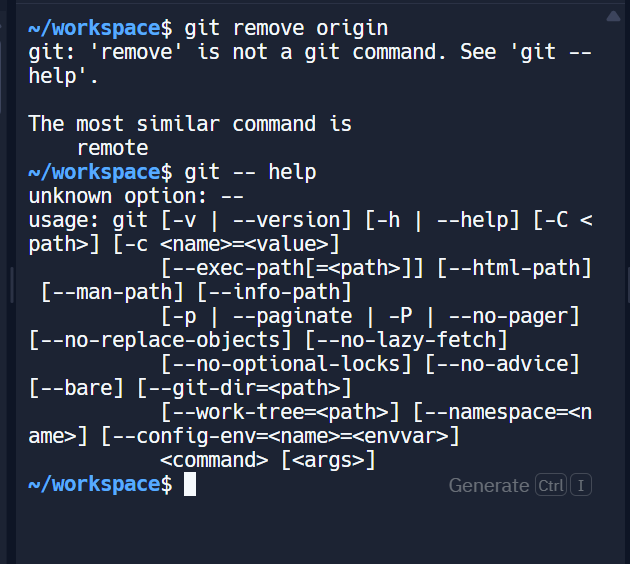 ~/workspace$ git remove origin
git: 'remove' is not a git command. See 'git --
help'.

The most similar command is
    remote
~/workspace$ git -- help
unknown option: --
usage: git [-v | --version] [-h | --help] [-C <
path>] [-c <name>=<value>]
           [--exec-path[=<path>]] [--html-path]
 [--man-path] [--info-path]
           [-p | --paginate | -P | --no-pager]
[--no-replace-objects] [--no-lazy-fetch]
           [--no-optional-locks] [--no-advice]
[--bare] [--git-dir=<path>]
           [--work-tree=<path>] [--namespace=<n
ame>] [--config-env=<name>=<envvar>]
           <command> [<args>]
~/workspace$ Generate Ctrl I